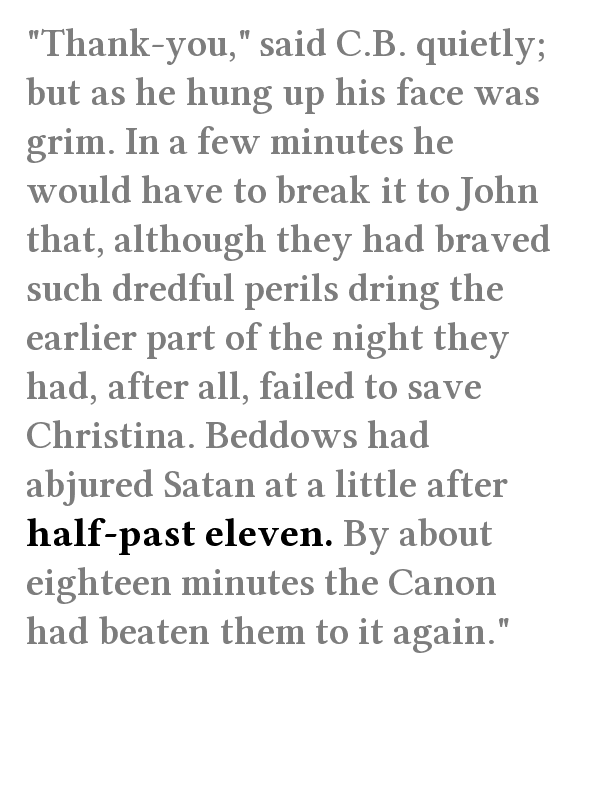 "Thank-you," said C.B. quietly;
but as he hung up his face was
grim. In a few minutes he
would have to break it to John
that, although they had braved
such dredful perils dring the
earlier part of the night they
had, after all, failed to save
Christina. Beddows had
abjured Satan at a little after
half-past eleven. By about
eighteen minutes the Canon
had beaten them to it again."